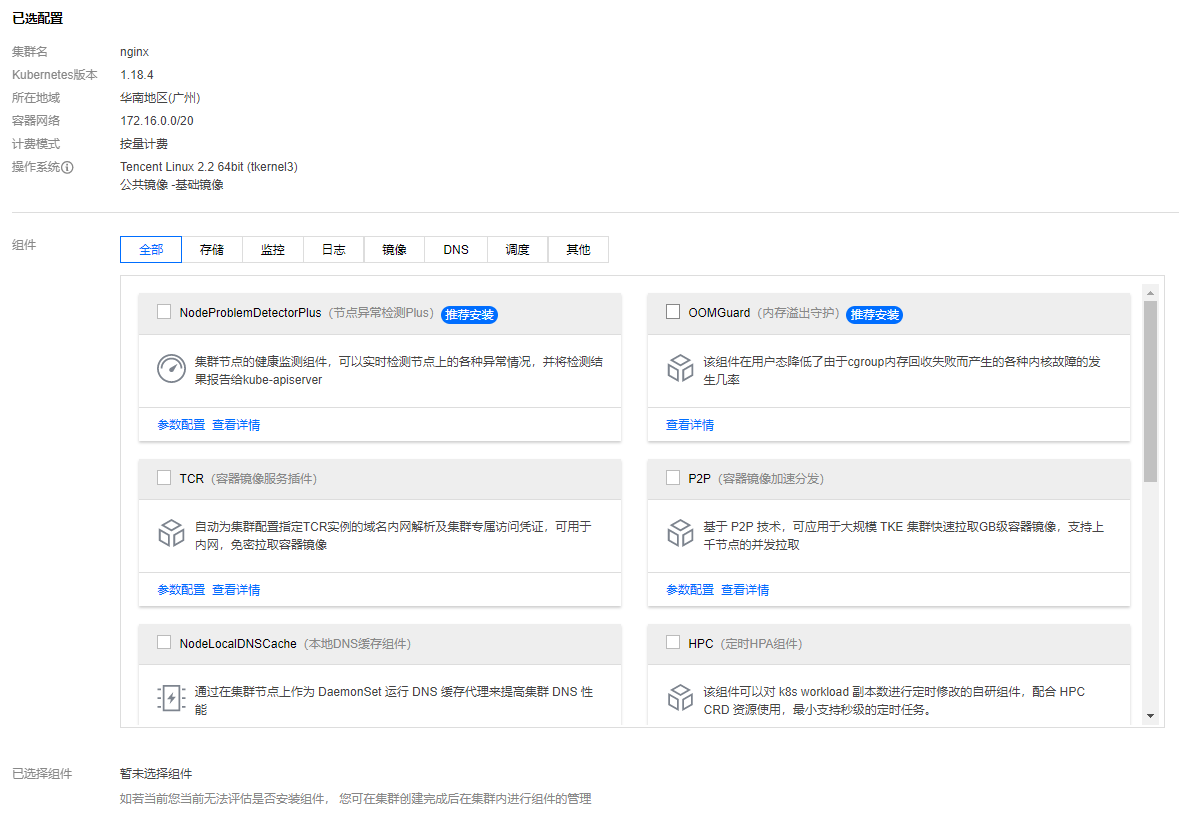 已选配置
集群名 nginx
Kubernetes版本 1.18.4
所在地域 华南地区(广州)
容器网络 172.16.0.0/20
计费模式 按量计费
操作系统 Tencent Linux 2.2 64bit (tkernel3)
公共镜像 -基础镜像
组件 全部 存储 监控 日志 镜像 DNS 调度 其他
NodeProblemDetectorPlus (节点异常检测Plus) 推荐安装
集群节点的健康监测组件，可以实时检测节点上的各种异常情况，并将检测结
果报告给kube-apiserver
参数配置 查看详情
OOMGuard (内存溢出守护) 推荐安装
该组件在用户态降低了由于cgroup内存回收失败而产生的各种内核故障的发
生几率
查看详情
TCR (容器镜像服务插件)
自动为集群配置指定TCR实例的域名内网解析及集群专属访问凭证，可用于
内网，免密拉取容器镜像
参数配置 查看详情
P2P (容器镜像加速分发)
基于 P2P 技术，可应用于大规模 TKE 集群快速拉取GB级容器镜像，支持上
千节点的并发拉取
参数配置 查看详情
NodeLocalDNSCache (本地DNS缓存组件)
通过在集群节点上作为 DaemonSet 运行 DNS 缓存代理来提高集群 DNS 性
能
HPC (定时HPA组件)
该组件可以对 k8s workload 副本数进行定时修改的自研组件，配合 HPC
CRD 资源使用，最小支持秒级的定时任务。
已选择组件 暂未选择组件
如若当前您当前无法评估是否安装组件， 您可在集群创建完成后在集群内进行组件的管理